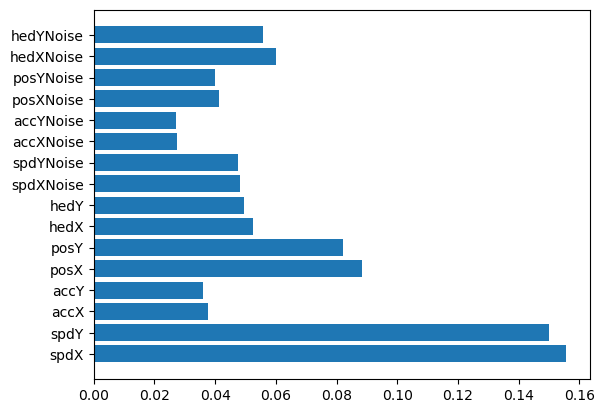 hedYNoise
hedXNoise
posYNoise
posXNoise
accYNoise
accXNoise
spdYNoise
spdXNoise
hedY
hedX
posY
posX
accY
accX
spdY
spdX
0.00 0.02 0.04 0.06 0.08 0.10 0.12 0.14 0.16